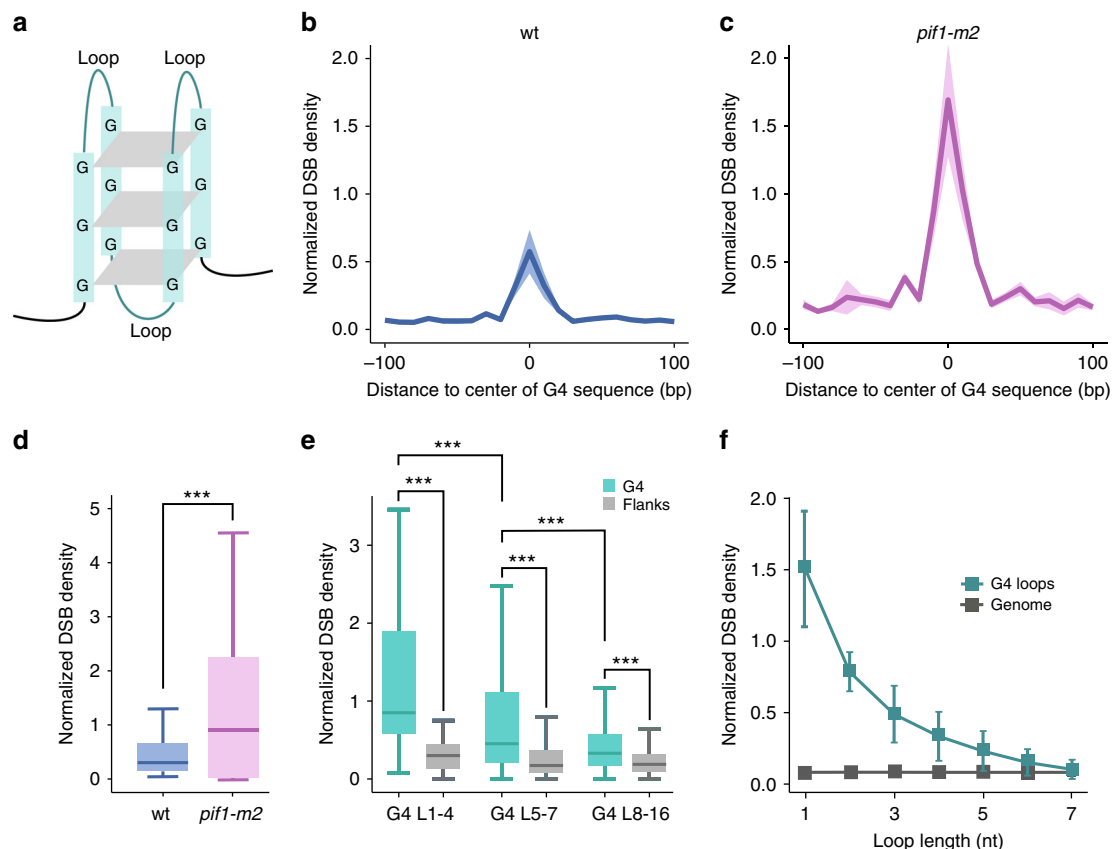 a
Loop
Loop
G
G
G
G
G
G
G
G
G
G
G
G
Loop
b
wt
Normalized DSB density
2.0
1.5
1.0
0.5
0.0
–100
0
100
Distance to center of G4 sequence (bp)
c
pif1-m2
Normalized DSB density
2.0
1.5
1.0
0.5
0.0
–100
0
100
Distance to center of G4 sequence (bp)
d
Normalized DSB density
5
4
3
2
1
0
***
wt
pif1-m2
e
Normalized DSB density
3
2
1
0
***
***
***
***
***
G4
Flanks
G4 L1-4
G4 L5-7
G4 L8-16
f
Normalized DSB density
2.0
1.5
1.0
0.5
0.0
G4 loops
Genome
1
3
5
7
Loop length (nt)